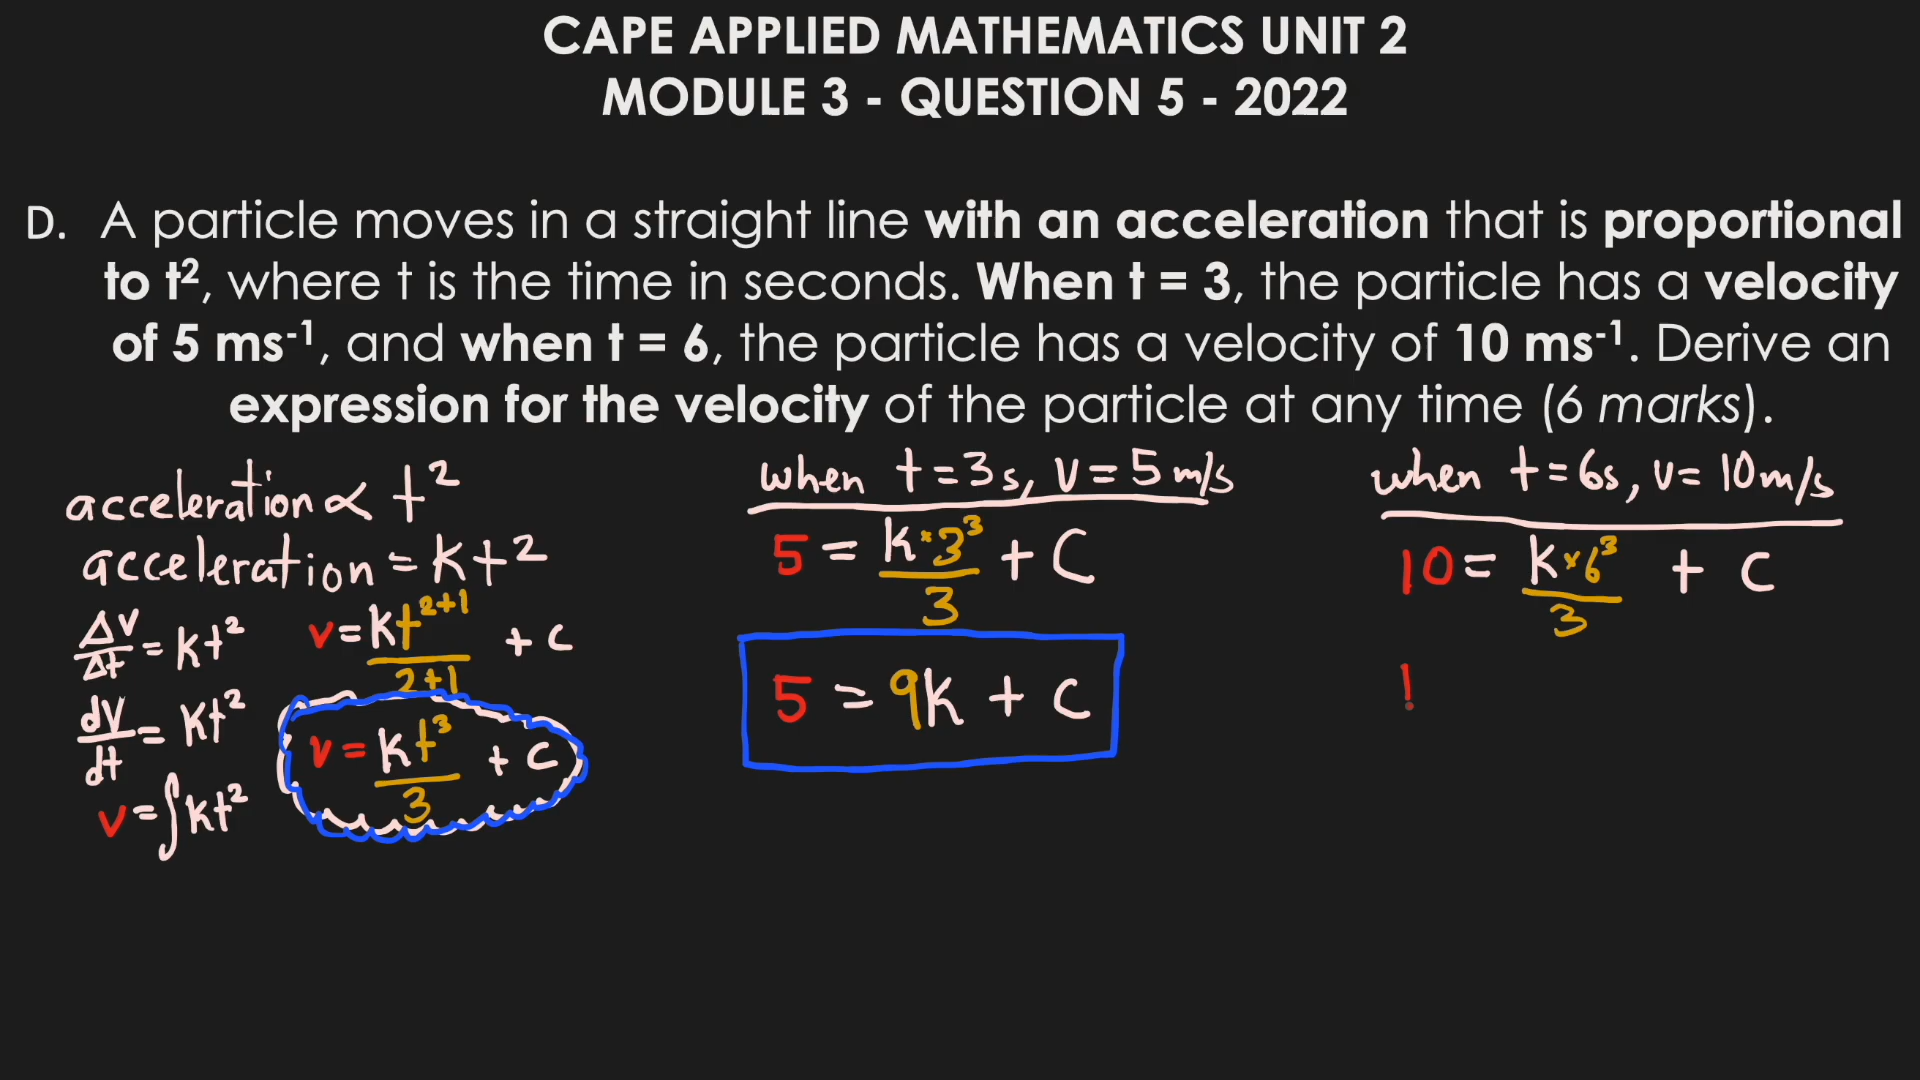 CAPE APPLIED MATHEMATICS UNIT 2
MODULE 3 - QUESTION 5 - 2022
D. A particle moves in a straight line with an acceleration that is proportional
to t², where t is the time in seconds. When t = 3, the particle has a velocity
of 5 ms⁻¹, and when t = 6, the particle has a velocity of 10 ms⁻¹. Derive an
expression for the velocity of the particle at any time (6 marks).
acceleration ∝ t²
acceleration = kt²
Δv/Δt = kt²
dv/dt = kt²
v = ∫kt²
v = kt²⁺¹/2+1 + c
v = kt³/3 + c
when t = 3s, v = 5 m/s
5 = k×3³/3 + C
5 = 9k + c
when t = 6s, v = 10 m/s
10 = k×6³/3 + c
1